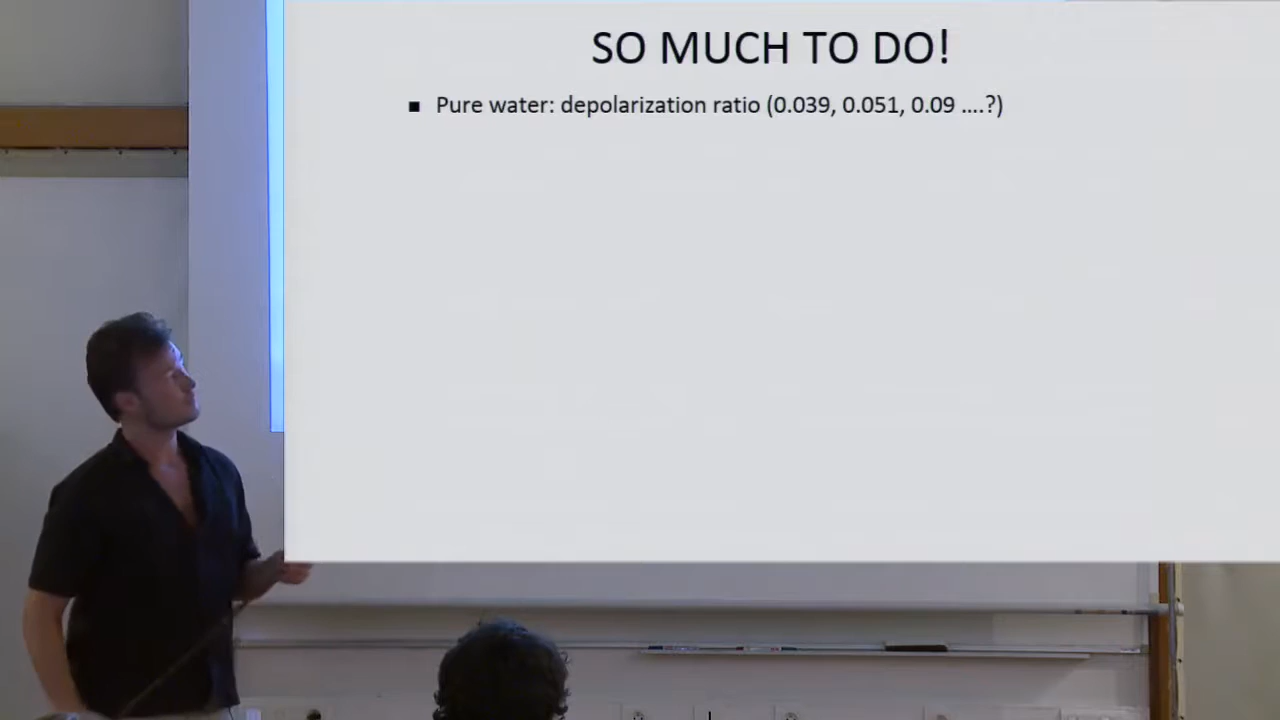 SO MUCH TO DO!
▪ Pure water: depolarization ratio (0.039, 0.051, 0.09 ....?)